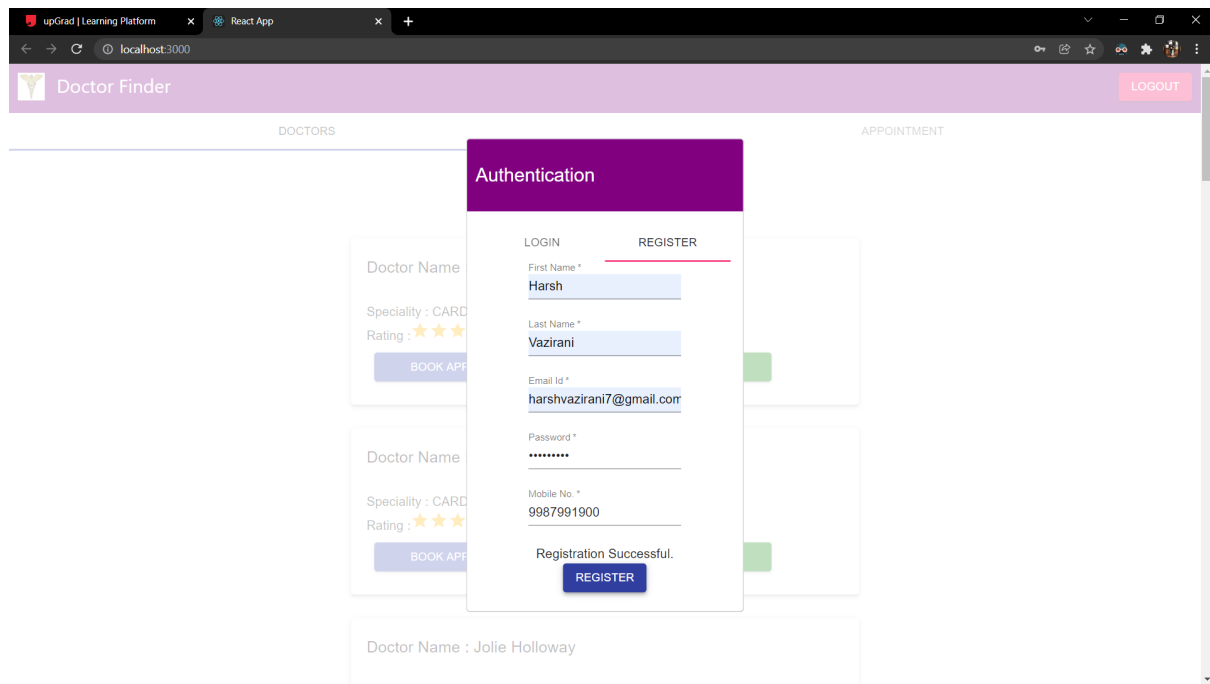 upGrad | Learning Platform
React App
localhost:3000
Doctor Finder
LOGOUT
DOCTORS
APPOINTMENT
Authentication
LOGIN
REGISTER
First Name *
Harsh
Last Name *
Vazirani
Email Id *
harshvazirani7@gmail.com
Password *
•••••••••
Mobile No. *
9987991900
Registration Successful.
REGISTER
Doctor Name
Speciality : CARD
Rating :
BOOK APP
Doctor Name
Speciality : CARD
Rating :
BOOK APP
Doctor Name : Jolie Holloway